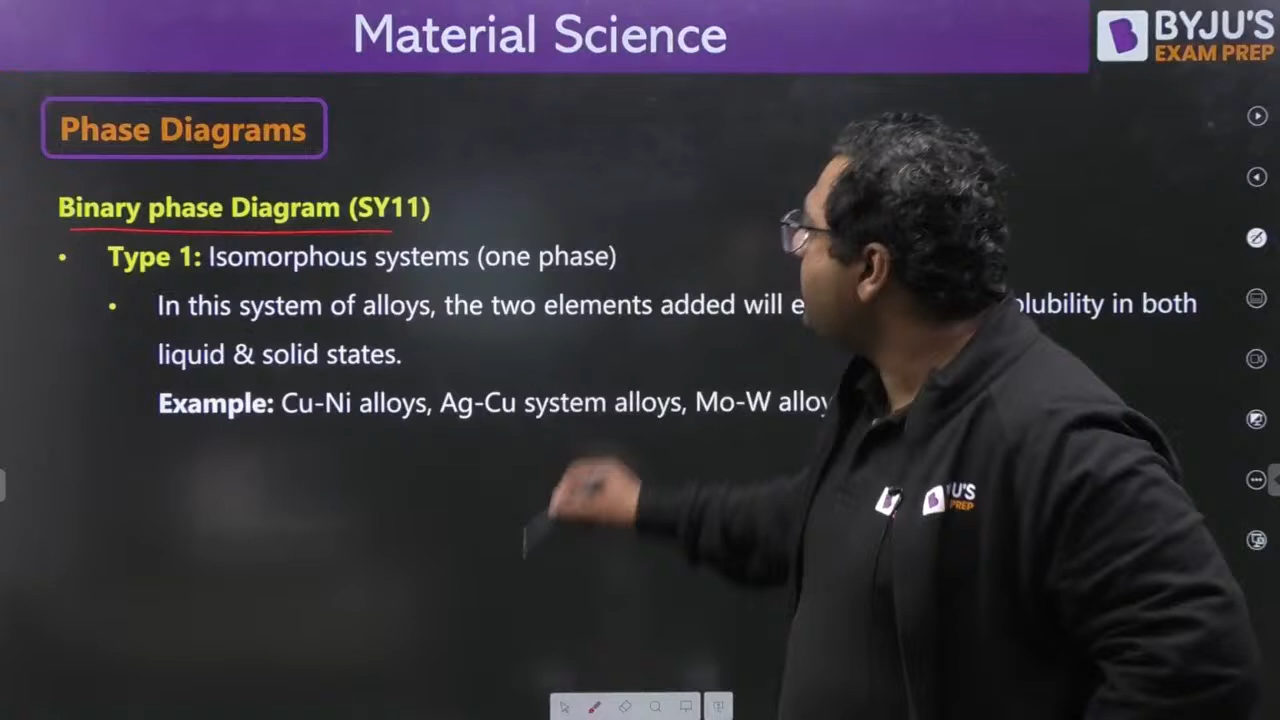 Material Science
BYJU'S
EXAM PREP
Phase Diagrams
Binary phase Diagram (SY11)
• Type 1: Isomorphous systems (one phase)
• In this system of alloys, the two elements added will olubility in both
liquid & solid states.
Example: Cu-Ni alloys, Ag-Cu system alloys, Mo-W alloy
U'S
PREP